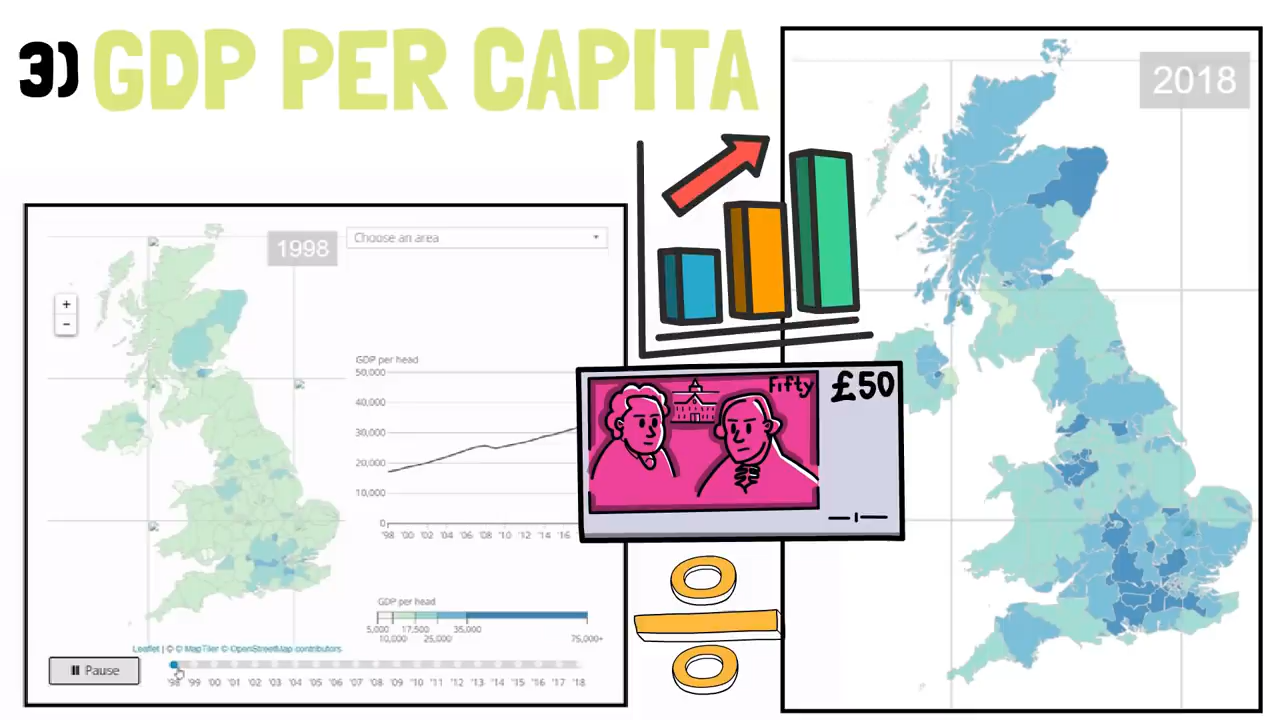 3) GDP PER CAPITA
2018
1998
Choose an area
+
−
GDP per head
50,000
40,000
30,000
20,000
10,000
0
'98 '00 '02 '04 '06 '08 '10 '12 '14 '16
Fifty £50
GDP per head
5,000 17,500 35,000
10,000 25,000 75,000+
Leaflet | © © MapTiler © OpenStreetMap contributors
Pause
'98 '99 '00 '01 '02 '03 '04 '05 '06 '07 '08 '09 '10 '11 '12 '13 '14 '15 '16 '17 '18